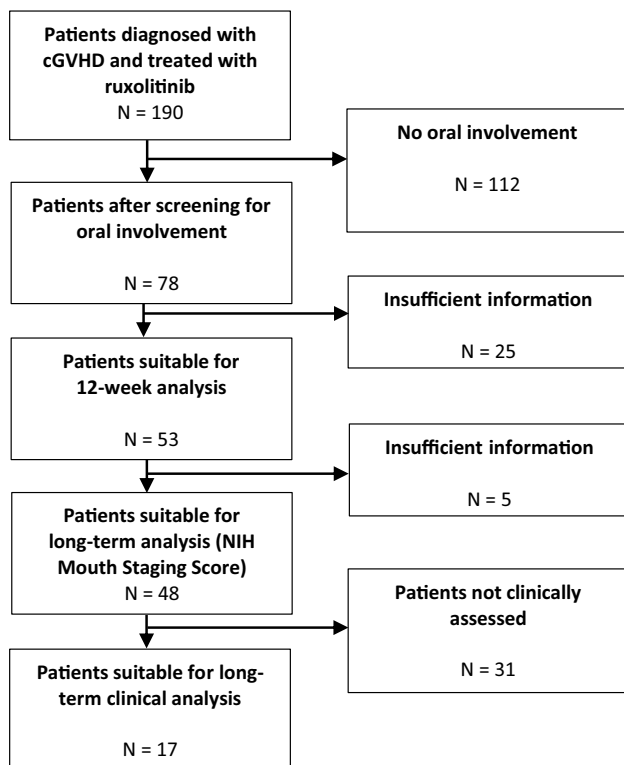 Patients diagnosed with
cGVHD and treated with
ruxolitinib
N = 190
No oral involvement
N = 112
Patients after screening for
oral involvement
N = 78
Insufficient information
N = 25
Patients suitable for
12-week analysis
N = 53
Insufficient information
N = 5
Patients suitable for
long-term analysis (NIH
Mouth Staging Score)
N = 48
Patients not clinically
assessed
N = 31
Patients suitable for long-
term clinical analysis
N = 17